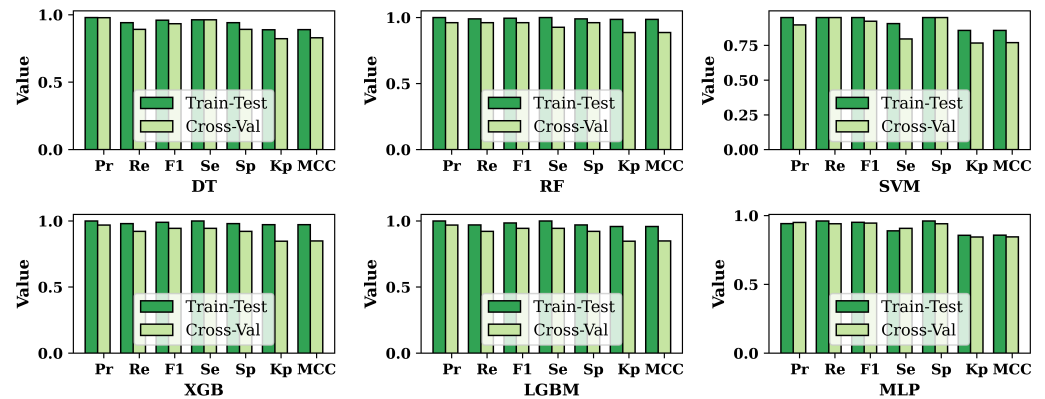 1.0
0.5
0.0
Value
Train-Test
Cross-Val
Pr Re F1 Se Sp Kp MCC
DT
1.0
0.5
0.0
Value
Train-Test
Cross-Val
Pr Re F1 Se Sp Kp MCC
RF
0.75
0.50
0.25
0.00
Value
Train-Test
Cross-Val
Pr Re F1 Se Sp Kp MCC
SVM
1.0
0.5
0.0
Value
Train-Test
Cross-Val
Pr Re F1 Se Sp Kp MCC
XGB
1.0
0.5
0.0
Value
Train-Test
Cross-Val
Pr Re F1 Se Sp Kp MCC
LGBM
1.0
0.5
0.0
Value
Train-Test
Cross-Val
Pr Re F1 Se Sp Kp MCC
MLP